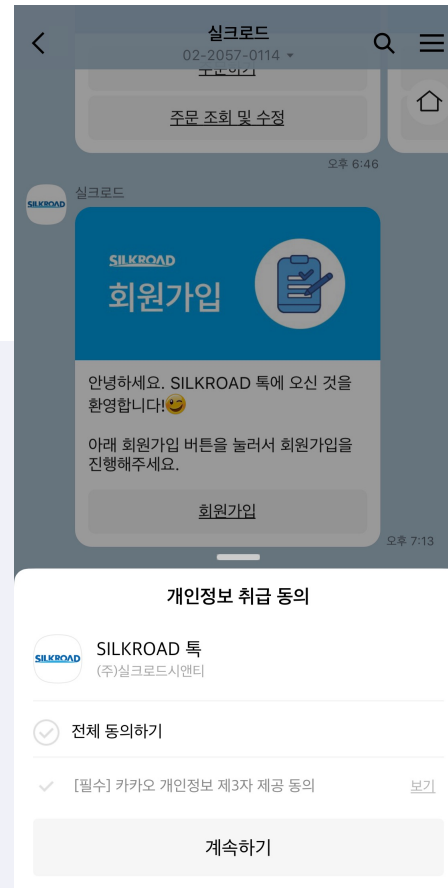 실크로드
02-2057-0114
주문하기
주문 조회 및 수정
오후 6:46
SILKROAD
실크로드
SILKROAD
회원가입
안녕하세요. SILKROAD 톡에 오신 것을
환영합니다!😉
아래 회원가입 버튼을 눌러서 회원가입을
진행해주세요.
회원가입
오후 7:13
개인정보 취급 동의
SILKROAD
SILKROAD 톡
(주)실크로드시앤티
전체 동의하기
[필수] 카카오 개인정보 제3자 제공 동의
보기
계속하기